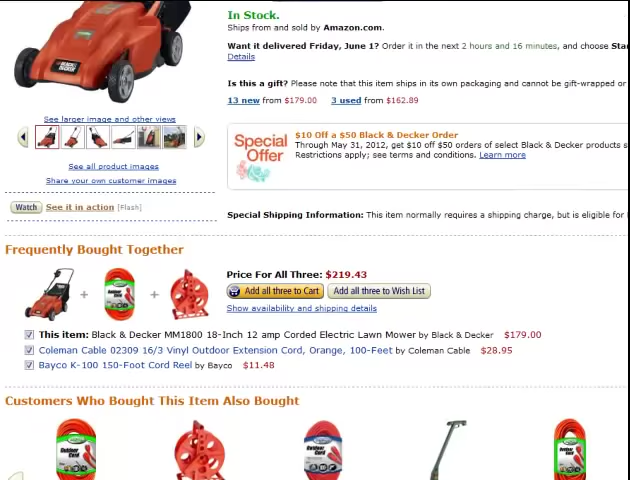 In Stock.
Ships from and sold by Amazon.com.
Want it delivered Friday, June 1? Order it in the next 2 hours and 16 minutes, and choose
Details
Is this a gift? Please note that this item ships in its own packaging and cannot be gift-wrapped or
13 new from $179.00 3 used from $162.89
BLACK & DECKER
See larger image and other views
Special Offer
$10 Off a $50 Black & Decker Order
Through May 31, 2012, get $10 off $50 orders of select Black & Decker products s
Restrictions apply; see terms and conditions. Learn more
See all product images
Share your own customer images
Watch See it in action [Flash]
Special Shipping Information: This item normally requires a shipping charge, but is eligible for
Frequently Bought Together
Price For All Three: $219.43
+ +
Add all three to Cart Add all three to Wish List
Show availability and shipping details
This item: Black & Decker MM1800 18-Inch 12 amp Corded Electric Lawn Mower by Black & Decker $179.00
Coleman Cable 02309 16/3 Vinyl Outdoor Extension Cord, Orange, 100-Feet by Coleman Cable $28.95
Bayco K-100 150-Foot Cord Reel by Bayco $11.48
Customers Who Bought This Item Also Bought
Outdoor Cord
Outdoor Cord
Outdoor Cord